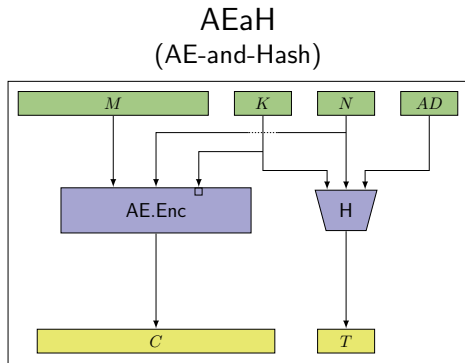 AEaH
(AE-and-Hash)
M K N AD
AE.Enc H
C T